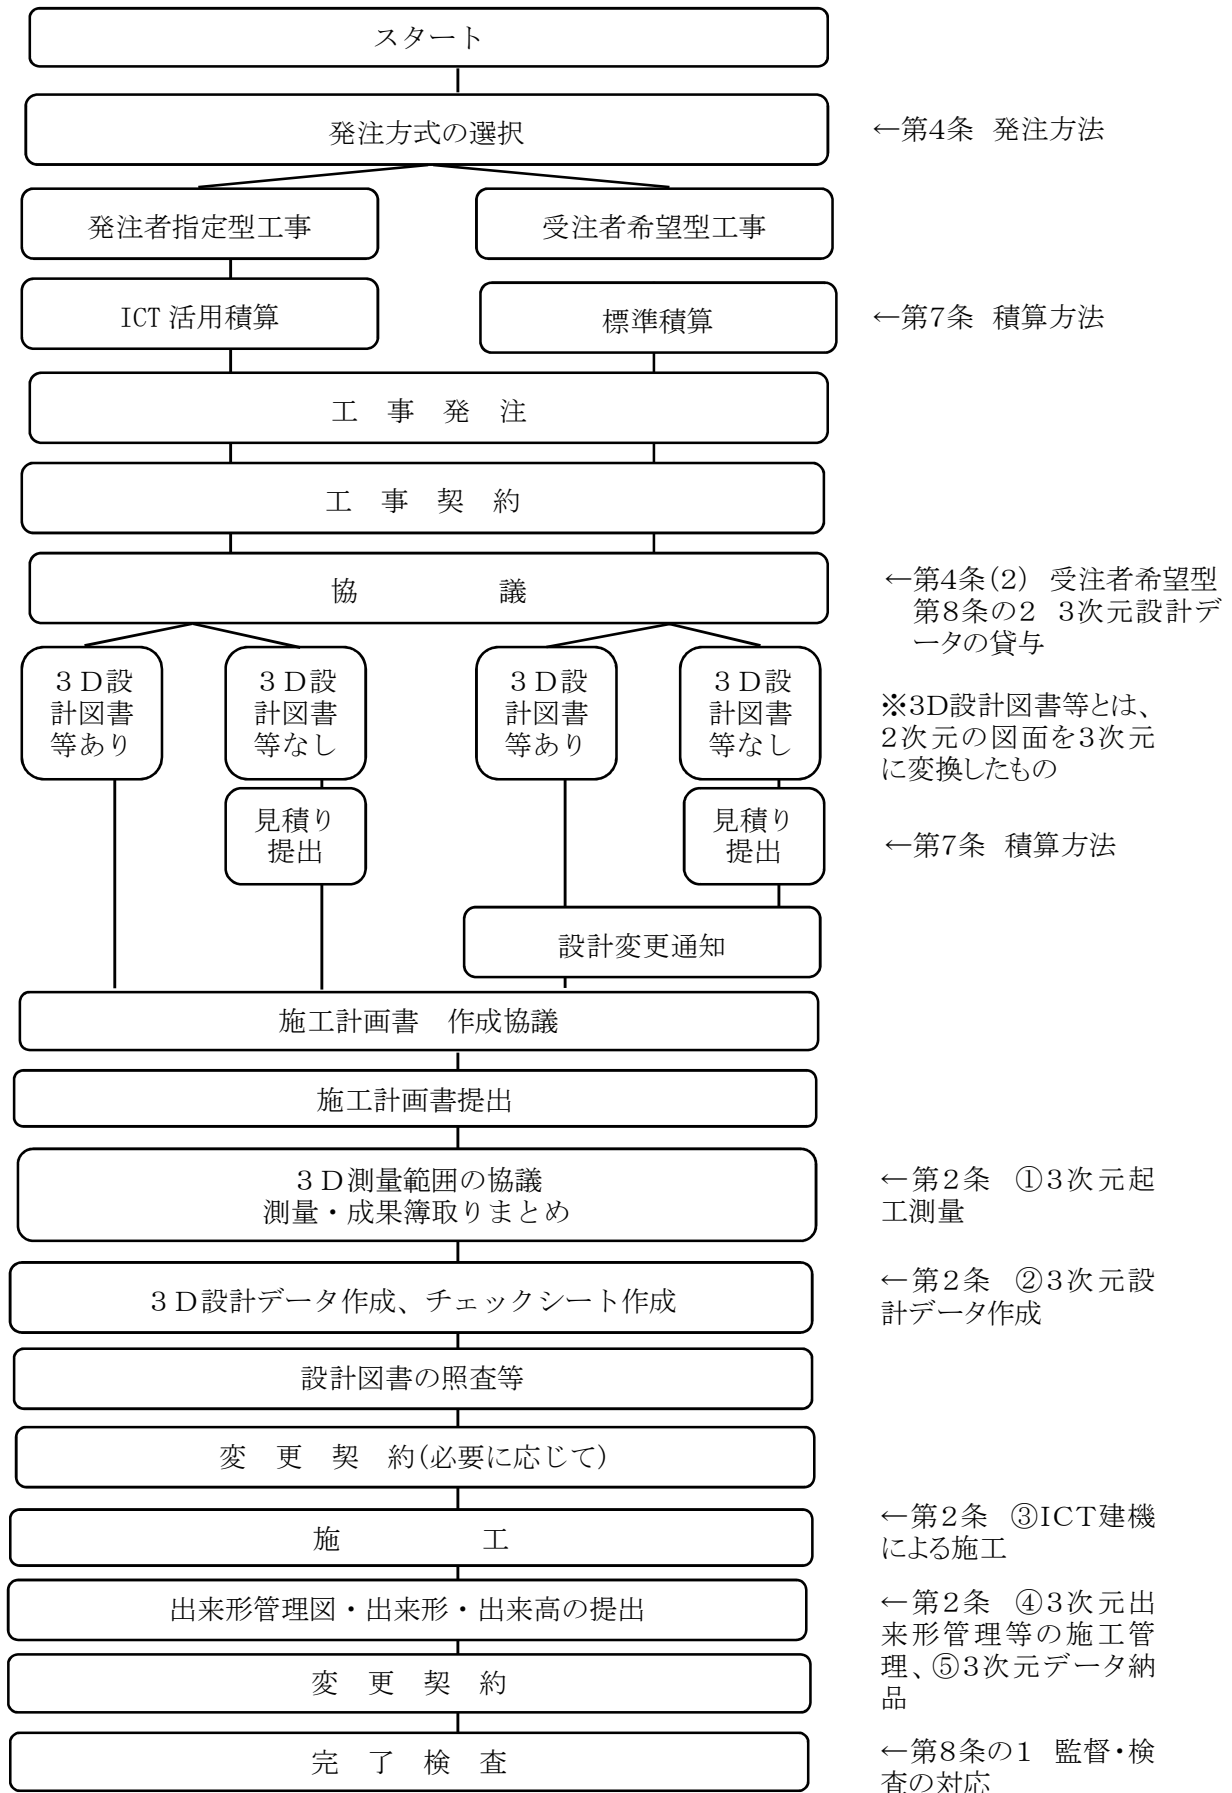 スタート
発注方式の選択
←第4条　発注方法
発注者指定型工事
受注者希望型工事
ICT 活用積算
標準積算
←第7条　積算方法
工　事　発　注
工　事　契　約
協　　　　　　議
←第4条(2)　受注者希望型
第8条の2　3次元設計デ
ータの貸与
３Ｄ設
計図書
等あり
３Ｄ設
計図書
等なし
３Ｄ設
計図書
等あり
３Ｄ設
計図書
等なし
※3D設計図書等とは、
2次元の図面を3次元
に変換したもの
見積り
提出
見積り
提出
←第7条　積算方法
設計変更通知
施工計画書　作成協議
施工計画書提出
３Ｄ測量範囲の協議
測量・成果簿取りまとめ
←第2条　①3次元起
工測量
３Ｄ設計データ作成、チェックシート作成
←第2条　②3次元設
計データ作成
設計図書の照査等
変　更　契　約(必要に応じて)
施　　　　　工
←第2条　③ICT建機
による施工
出来形管理図・出来形・出来高の提出
←第2条　④3次元出
来形管理等の施工管
理、⑤3次元データ納
品
変　更　契　約
完　了　検　査
←第8条の1　監督・検
査の対応